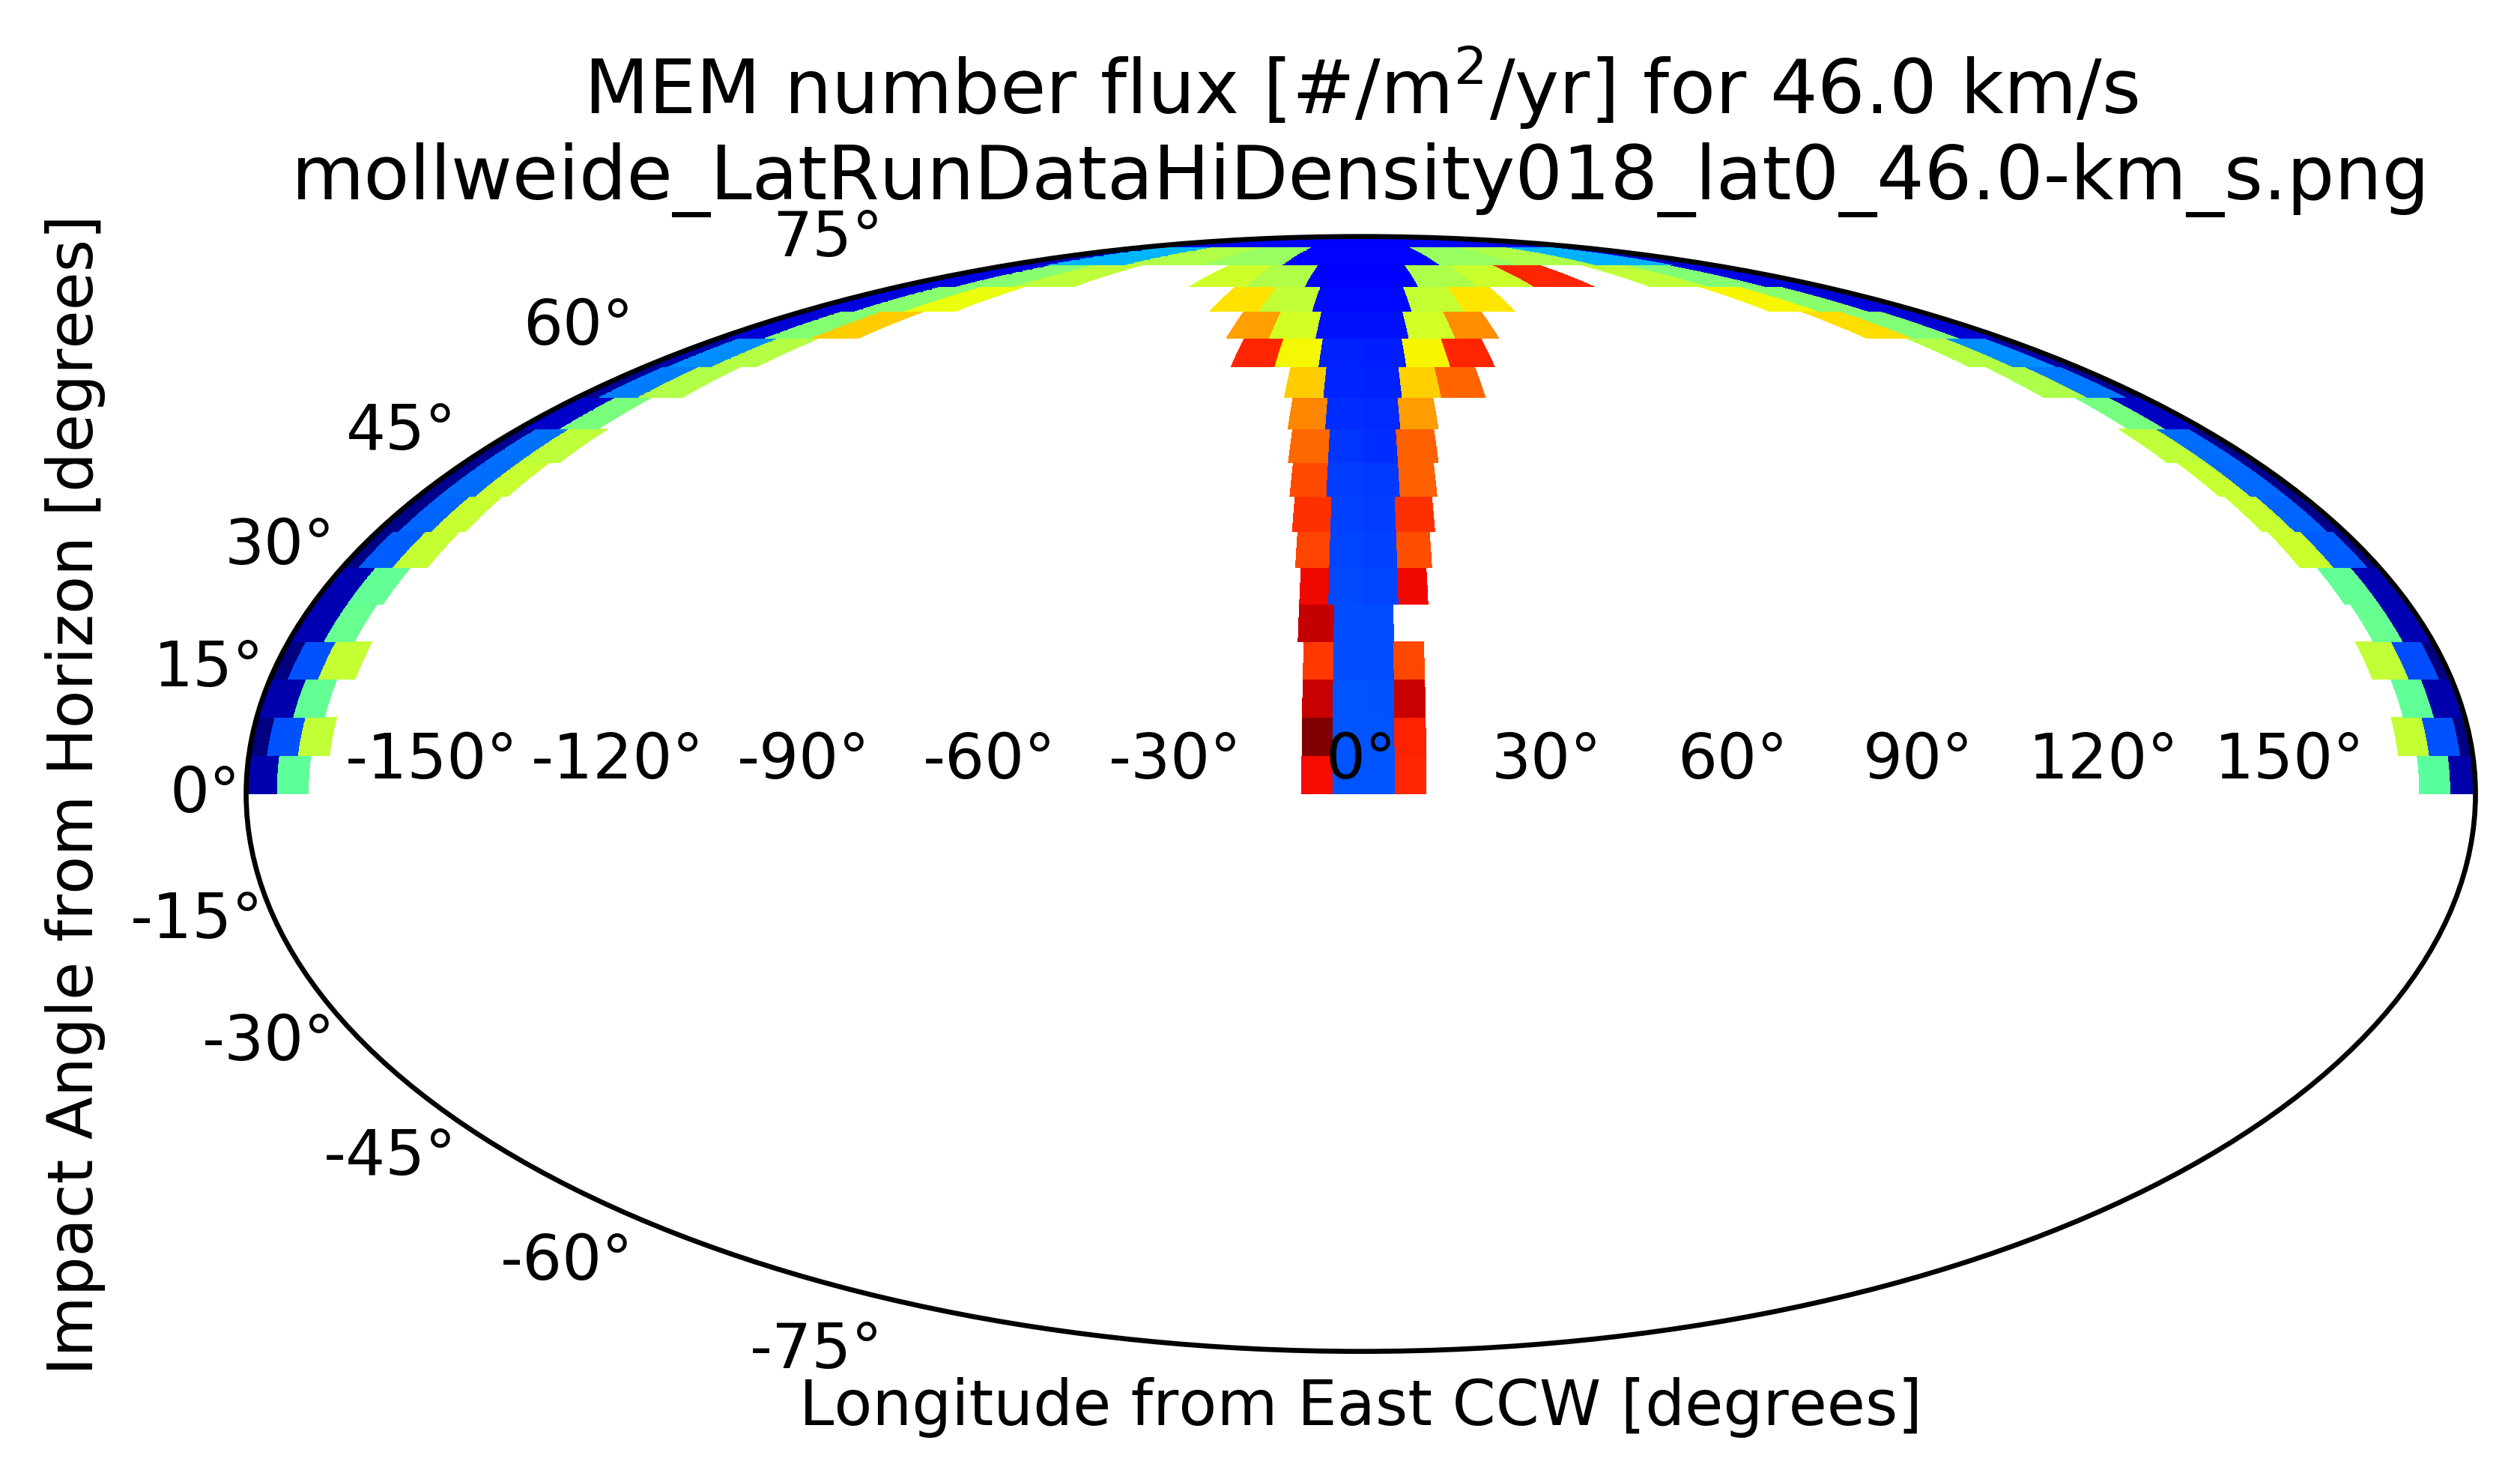 MEM number flux [#/m²/yr] for 46.0 km/s
mollweide_LatRunDataHiDensity018_lat0_46.0-km_s.png
75°
60°
45°
30°
15°
0°
-15°
-30°
-45°
-60°
-75°
-150° -120° -90° -60° -30° 0° 30° 60° 90° 120° 150°
Impact Angle from Horizon [degrees]
Longitude from East CCW [degrees]